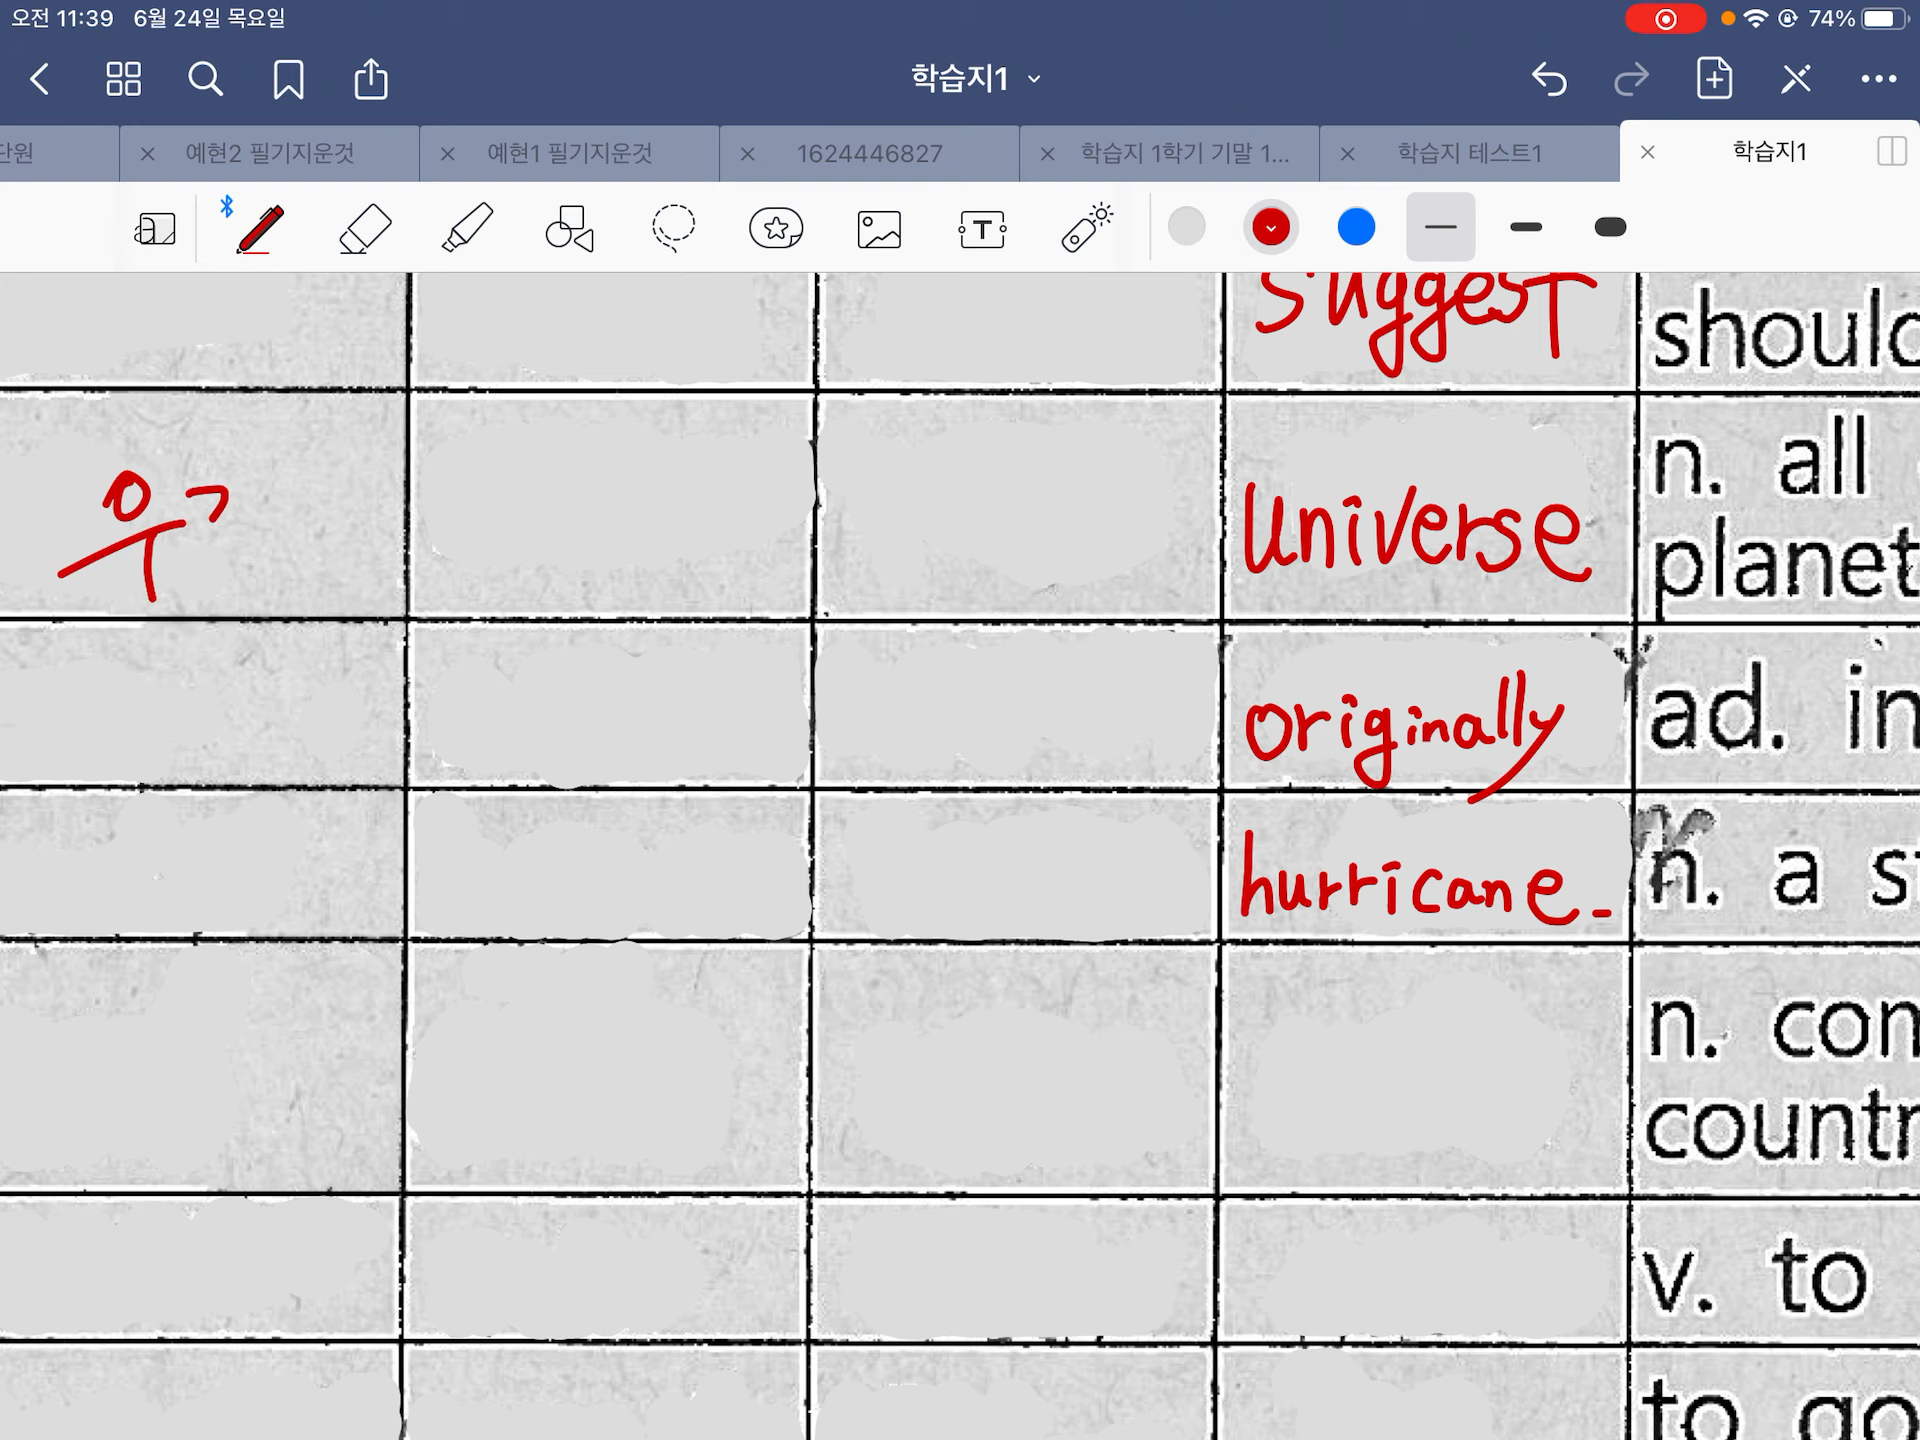 오전 11:39 6월 24일 목요일 74%
학습지1
단원 예현2 필기지운것 예현1 필기지운것 1624446827 학습지 1학기 기말 1... 학습지 테스트1 학습지1
suggest should
n. all
우 universe
planet
originally ad. in
hurricane n. a st
n. con
countr
v. to
to go